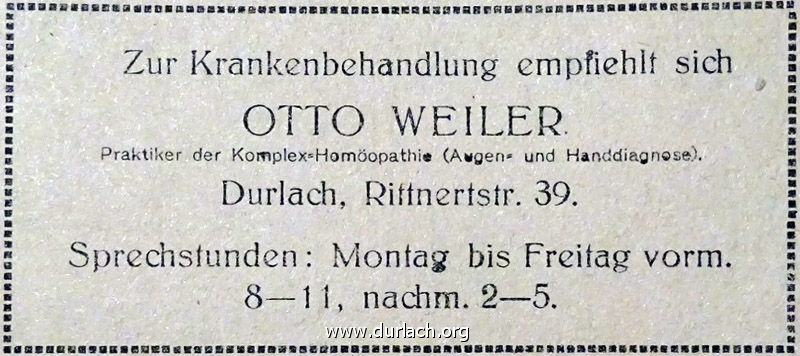 Zur Krankenbehandlung empfiehlt sich
OTTO WEILER.
Praktiker der Komplex=Homöopathie (Augen= und Handdiagnose).
Durlach, Rittnertstr. 39.
Sprechstunden: Montag bis Freitag vorm.
8—11, nachm. 2—5.
www.durlach.org